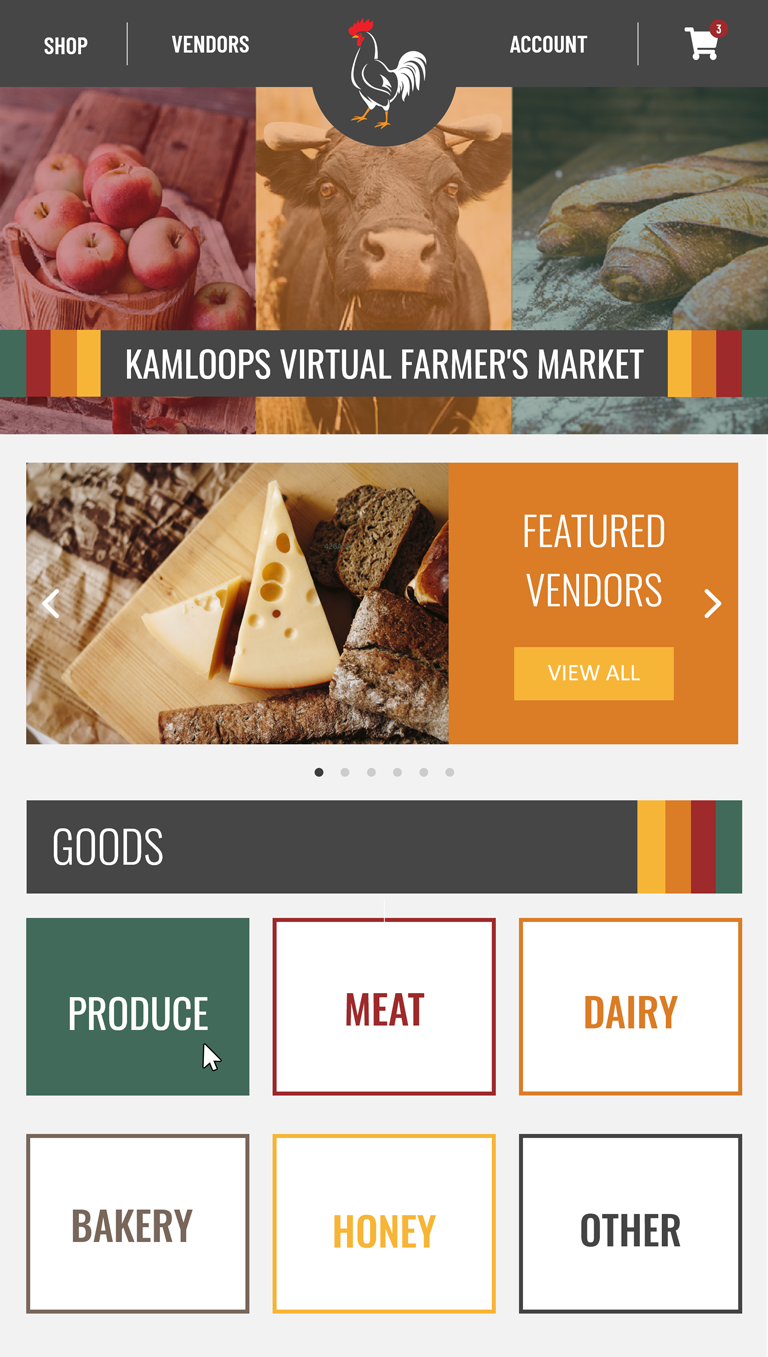 SHOP
VENDORS
ACCOUNT
3
KAMLOOPS VIRTUAL FARMER'S MARKET
FEATURED
VENDORS
VIEW ALL
GOODS
PRODUCE
MEAT
DAIRY
BAKERY
HONEY
OTHER